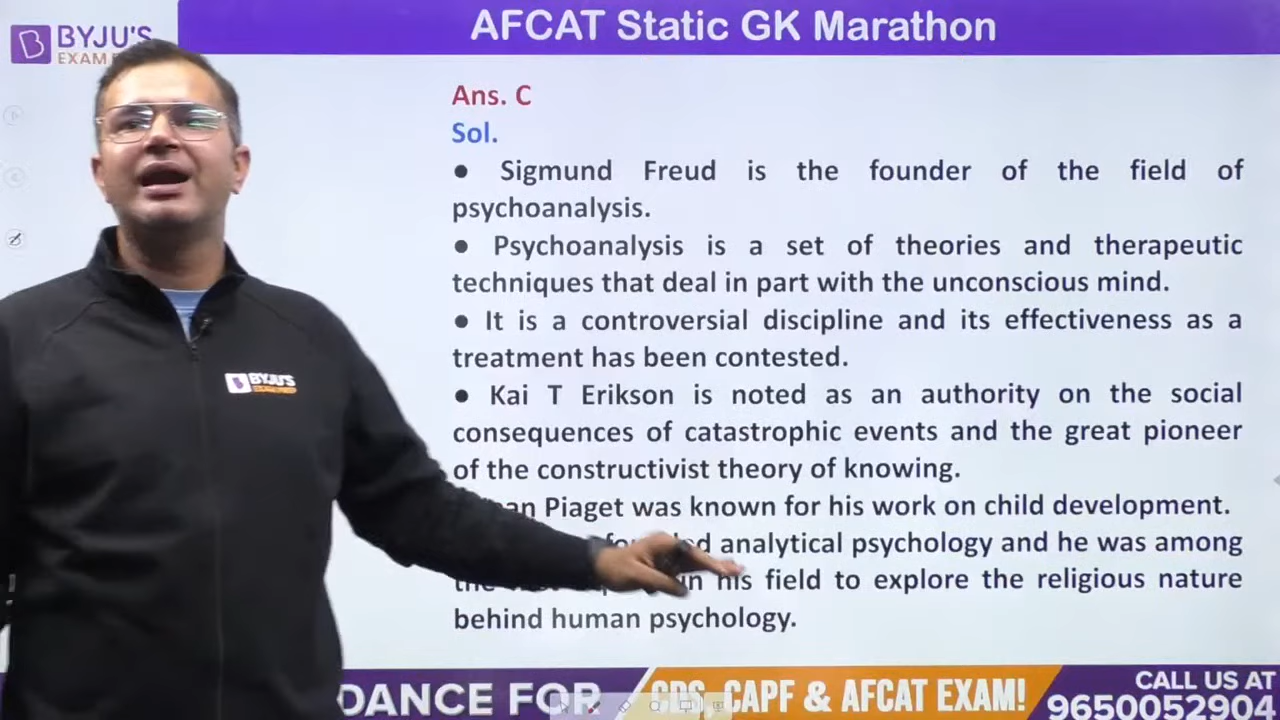 AFCAT Static GK Marathon
BYJU'S
EXAM
Ans. C
Sol.
● Sigmund Freud is the founder of the field of
psychoanalysis.
● Psychoanalysis is a set of theories and therapeutic
techniques that deal in part with the unconscious mind.
● It is a controversial discipline and its effectiveness as a
treatment has been contested.
● Kai T Erikson is noted as an authority on the social
consequences of catastrophic events and the great pioneer
of the constructivist theory of knowing.
Piaget was known for his work on child development.
analytical psychology and he was among
in his field to explore the religious nature
behind human psychology.
BYJU'S
EXAM PREP
DANCE FOR CDS, CAPF & AFCAT EXAM!
CALL US AT
9650052904